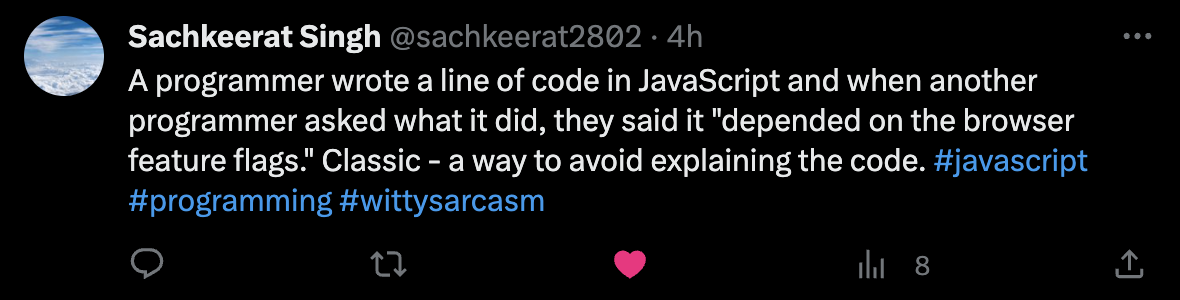 Sachkeerat Singh @sachkeerat2802 · 4h
A programmer wrote a line of code in JavaScript and when another
programmer asked what it did, they said it "depended on the browser
feature flags." Classic - a way to avoid explaining the code. #javascript
#programming #wittysarcasm
8